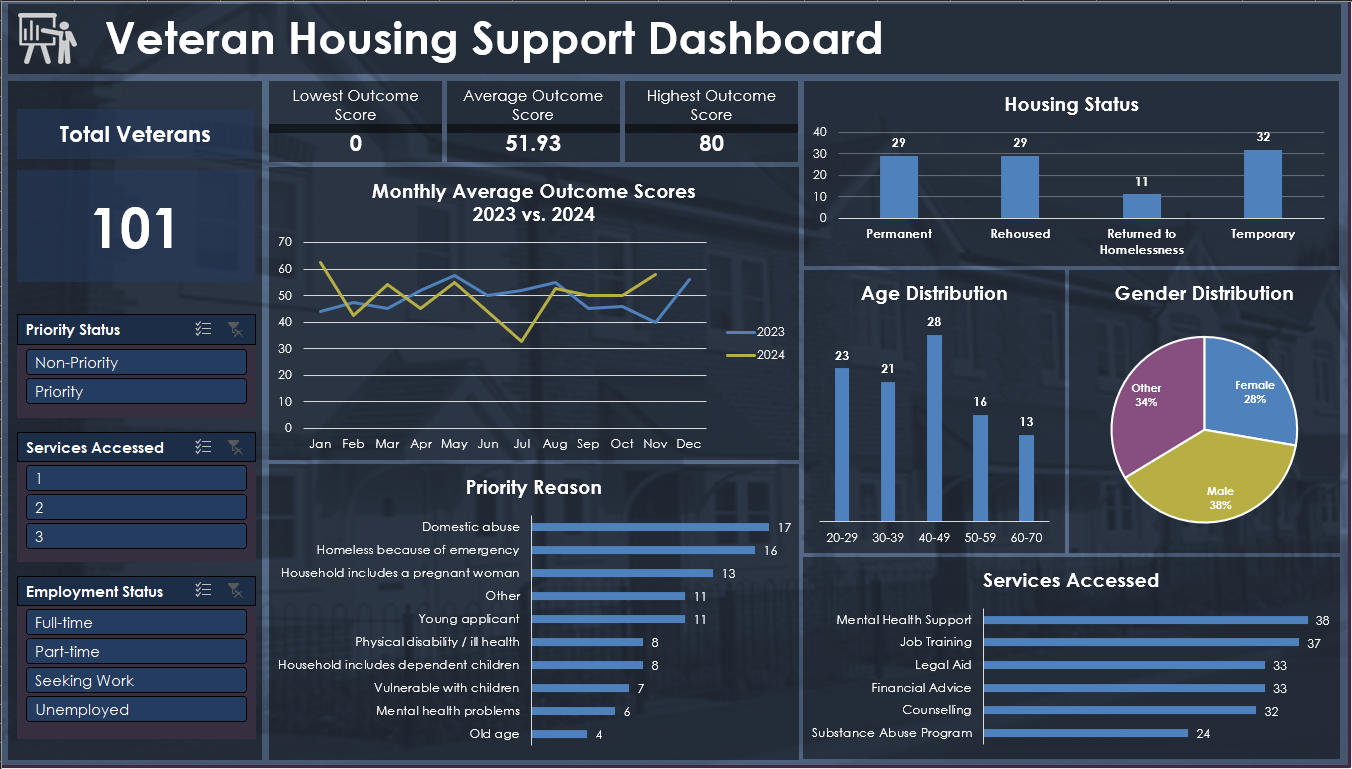 Veteran Housing Support Dashboard
Total Veterans
101
Priority Status
Non-Priority
Priority
Services Accessed
1
2
3
Employment Status
Full-time
Part-time
Seeking Work
Unemployed
Lowest Outcome
Score
0
Average Outcome
Score
51.93
Highest Outcome
Score
80
Monthly Average Outcome Scores
2023 vs. 2024
70
60
50
40
30
20
10
0
Jan Feb Mar Apr May Jun Jul Aug Sep Oct Nov Dec
2023
2024
Priority Reason
Domestic abuse 17
Homeless because of emergency 16
Household includes a pregnant woman 13
Other 11
Young applicant 11
Physical disability / ill health 8
Household includes dependent children 8
Vulnerable with children 7
Mental health problems 6
Old age 4
Housing Status
40
30
20
10
0
29 29 11 32
Permanent Rehoused Returned to Homelessness Temporary
Age Distribution
23 21 28 16 13
20-29 30-39 40-49 50-59 60-70
Gender Distribution
Other
34%
Female
28%
Male
38%
Services Accessed
Mental Health Support 38
Job Training 37
Legal Aid 33
Financial Advice 33
Counselling 32
Substance Abuse Program 24